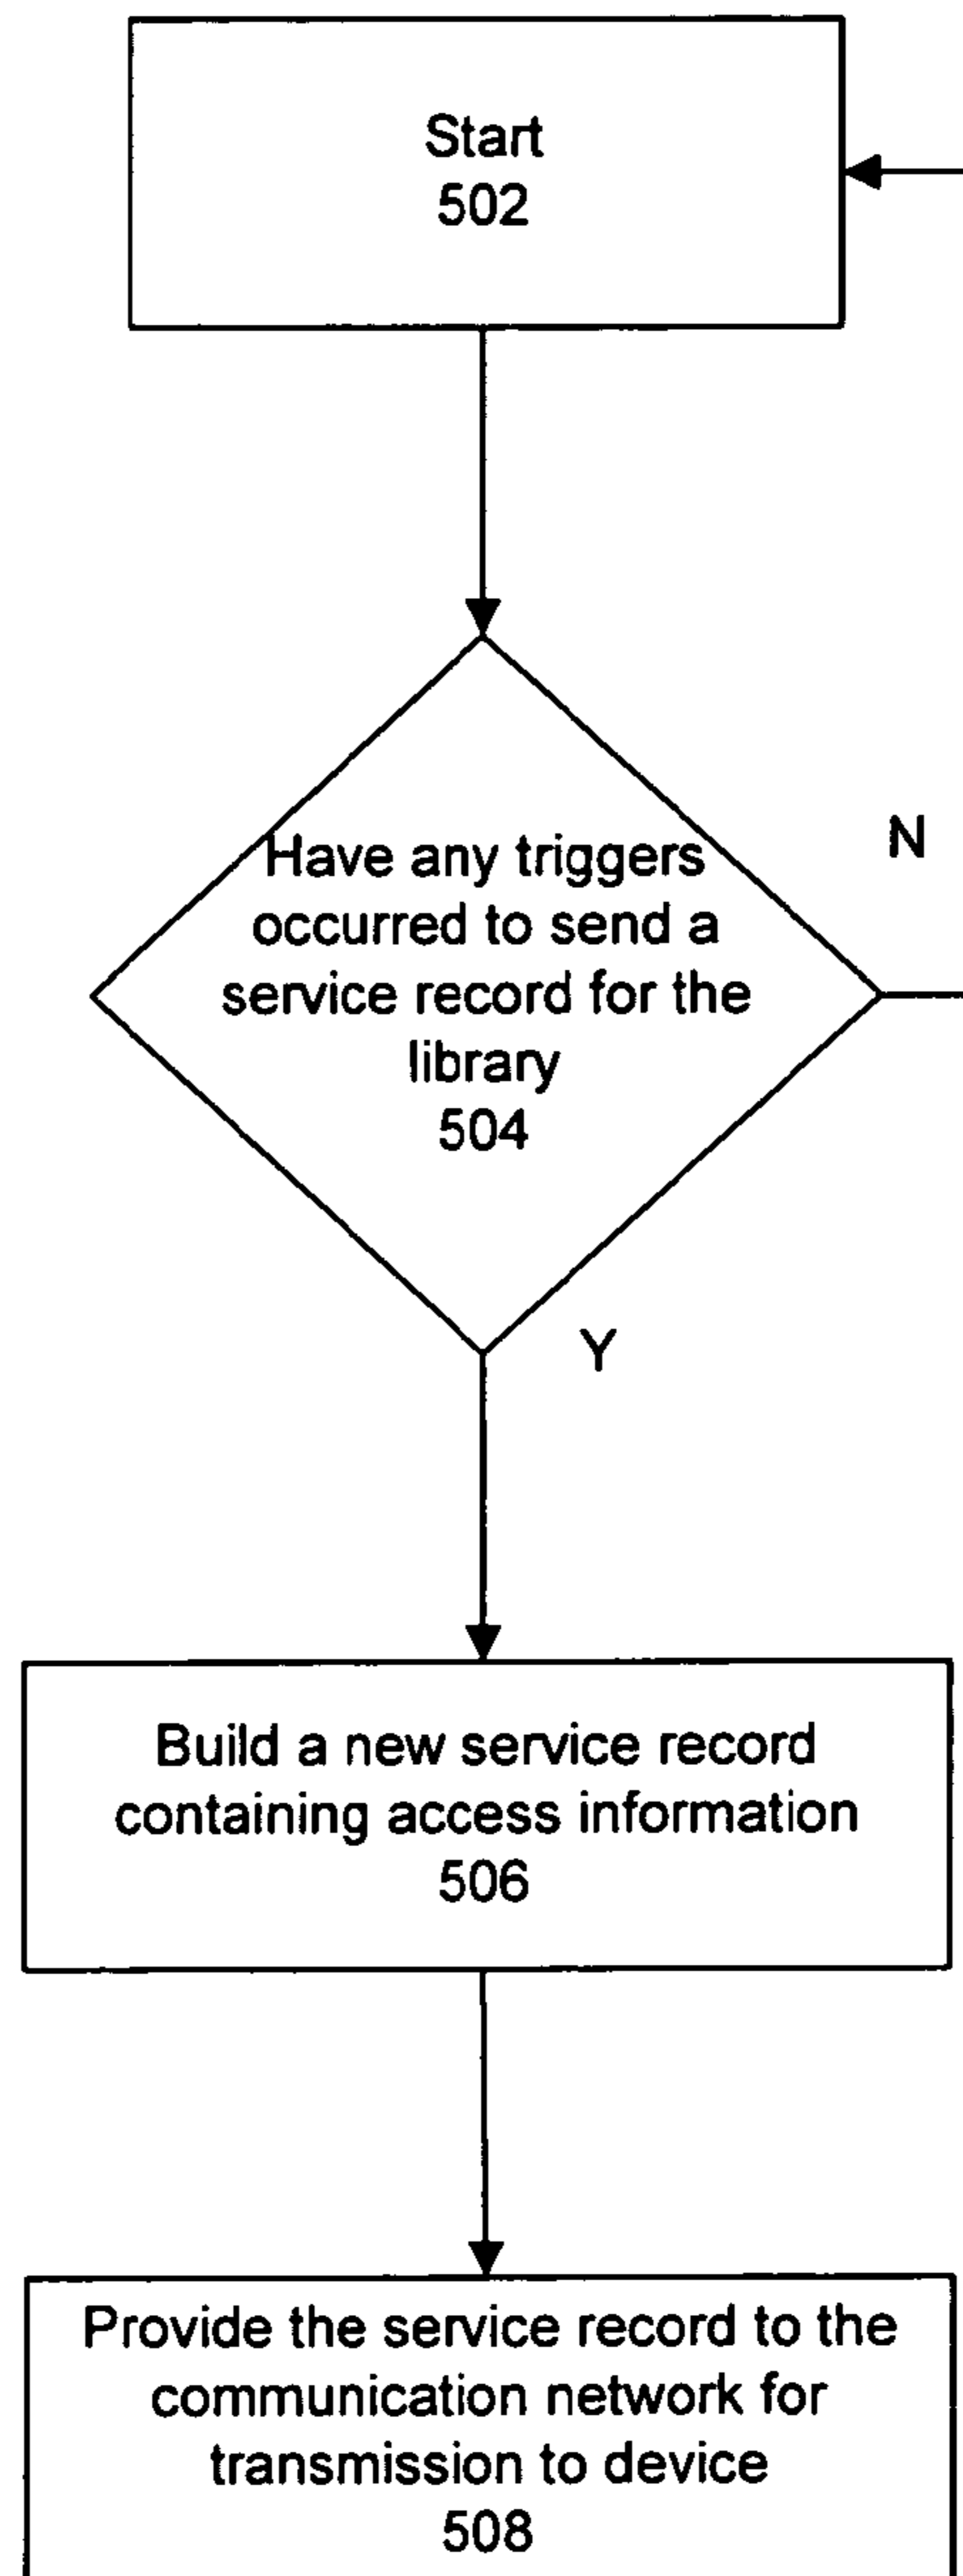 Start
502
Have any triggers
occurred to send a
service record for the
library
504
N
Y
Build a new service record
containing access information
506
Provide the service record to the
communication network for
transmission to device
508